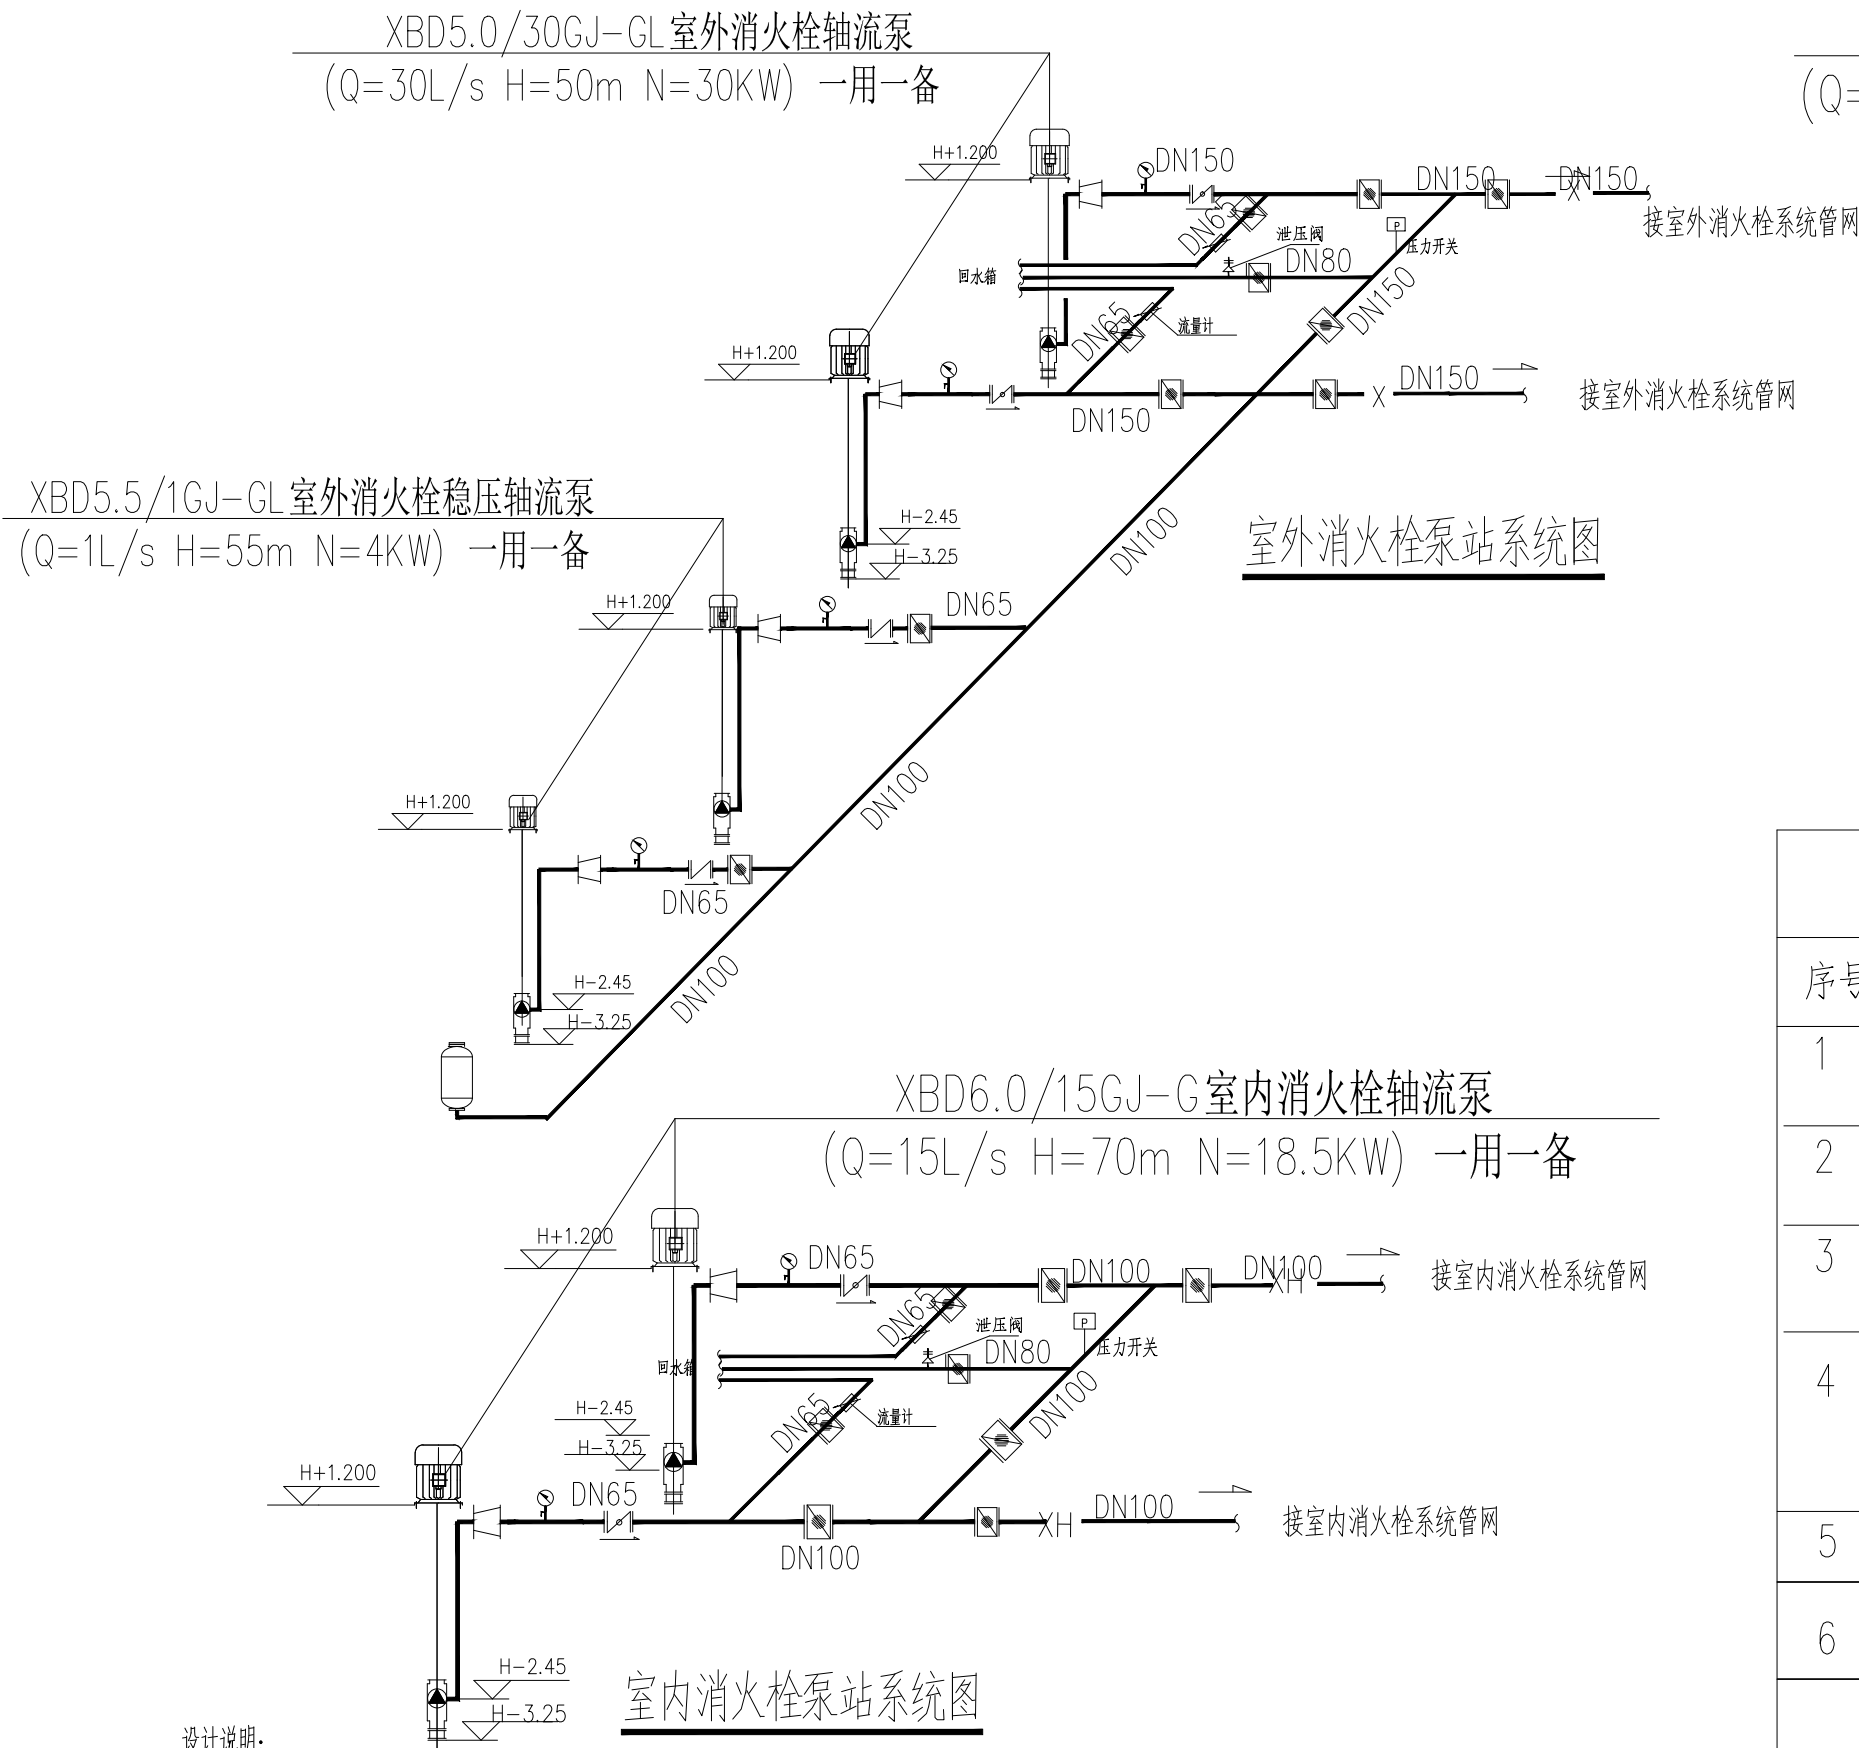 XBD5.0/30GJ-GL室外消火栓轴流泵
(Q=30L/s H=50m N=30KW) 一用一备
(Q=
H+1.200
DN150
DN150
DN150
X
接室外消火栓系统管网
DN65
泄压阀
P
压力开关
DN80
回水箱
DN150
DN65
流量计
H+1.200
DN150
X
DN150
接室外消火栓系统管网
XBD5.5/1GJ-GL室外消火栓稳压轴流泵
(Q=1L/s H=55m N=4KW) 一用一备
H-2.45
H-3.25
DN100
室外消火栓泵站系统图
H+1.200
DN65
DN100
H+1.200
DN65
DN100
H-2.45
H-3.25
序号
1
2
3
4
5
6
XBD6.0/15GJ-G室内消火栓轴流泵
(Q=15L/s H=70m N=18.5KW) 一用一备
H+1.200
DN65
DN100
DN100
XH
接室内消火栓系统管网
DN65
泄压阀
P
压力开关
DN80
回水箱
DN100
DN65
流量计
H-2.45
H-3.25
H+1.200
DN65
DN100
XH
DN100
接室内消火栓系统管网
H-2.45
H-3.25
室内消火栓泵站系统图
设计说明: